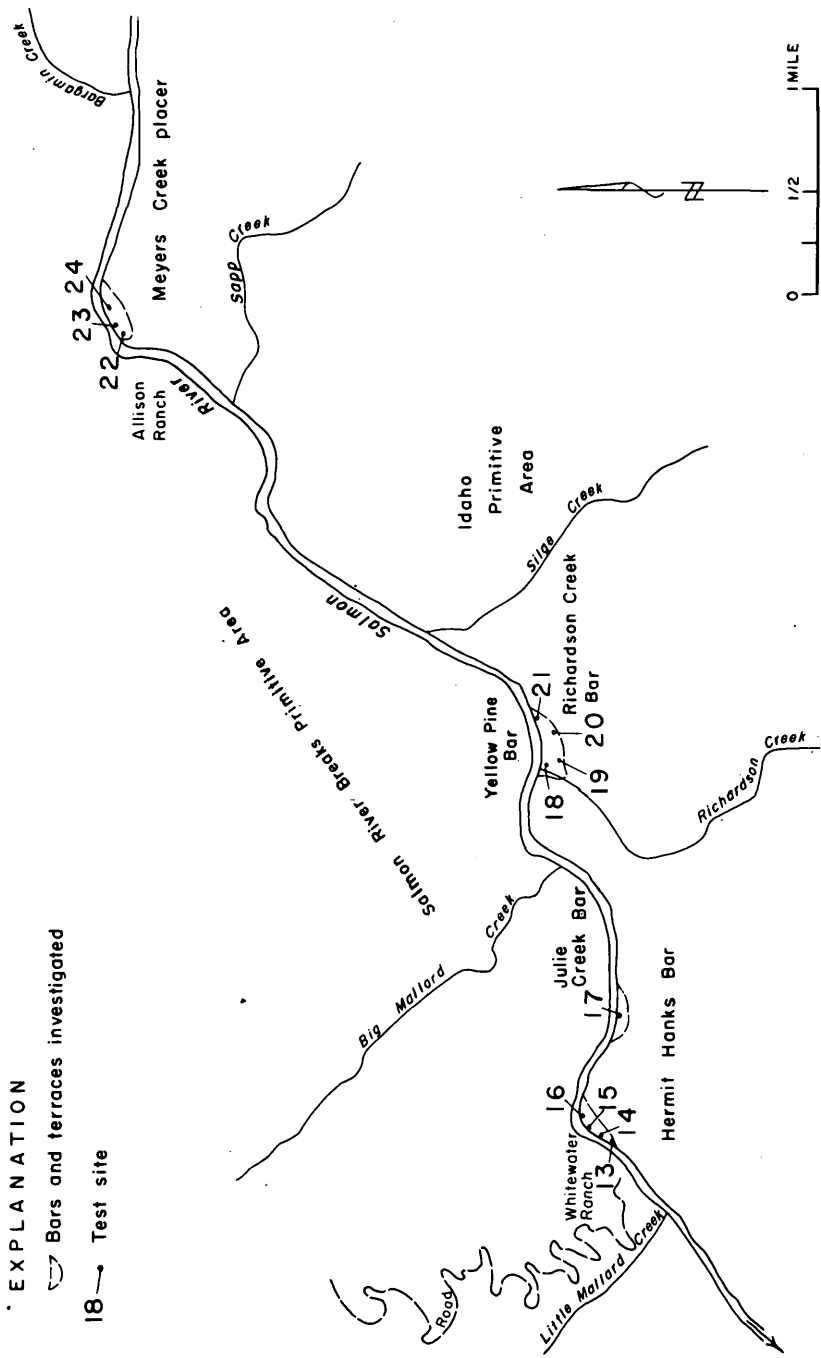 EXPLANATION
Bars and terraces investigated
18 Test site
Salmon River Breaks Primitive Area
Idaho
Primitive
Area
Bargamin Creek
Meyers Creek placer
24
23
22
Allison
Ranch
River
Sapp Creek
Salmon
Silge Creek
Yellow Pine
Bar
21
Richardson Creek
Bar
20
19
18
Richardson Creek
Big Mallard Creek
Julie
Creek Bar
17
Hermit Hanks Bar
16
15
14
13
Whitewater
Ranch
Road
Little Mallard Creek
N
0 1/2 1 MILE